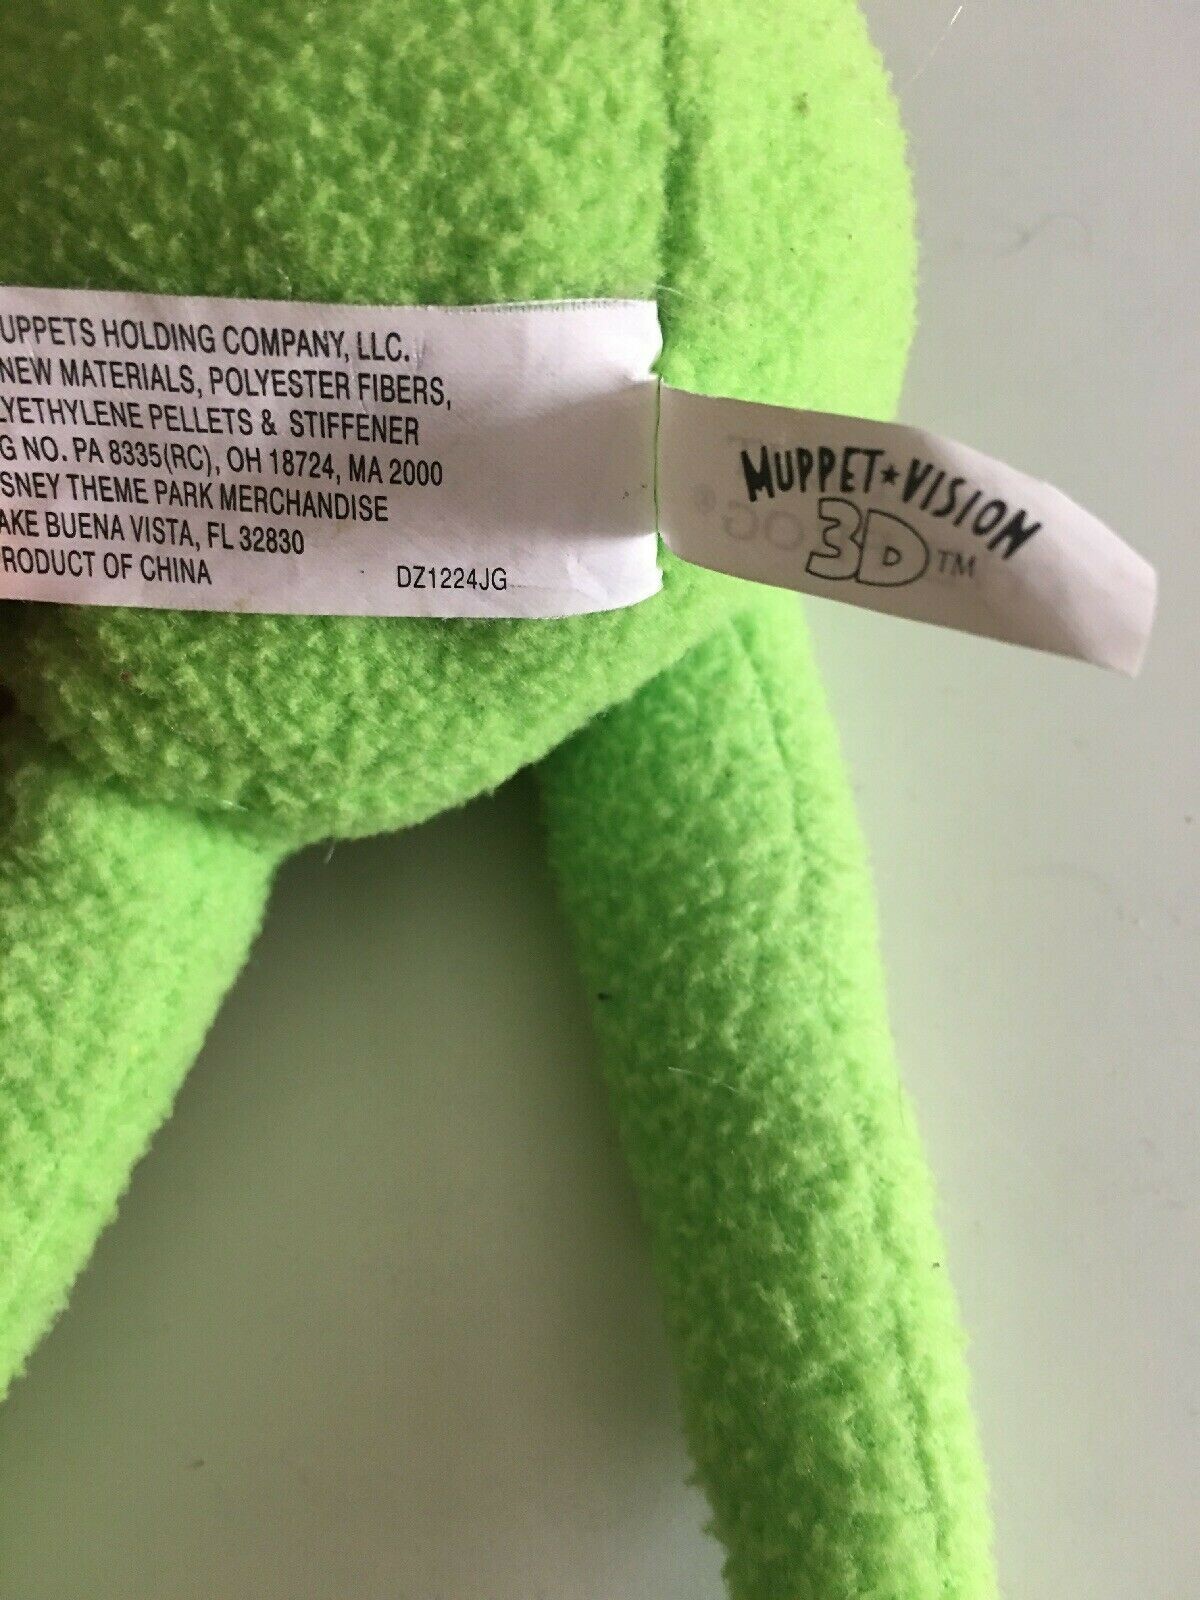 UPPETS HOLDING COMPANY, LLC.
NEW MATERIALS, POLYESTER FIBERS,
LYETHYLENE PELLETS & STIFFENER
G NO. PA 8335(RC), OH 18724, MA 2000
SNEY THEME PARK MERCHANDISE
AKE BUENA VISTA, FL 32830
RODUCT OF CHINA
DZ1224JG
MUPPET★VISION
3D™